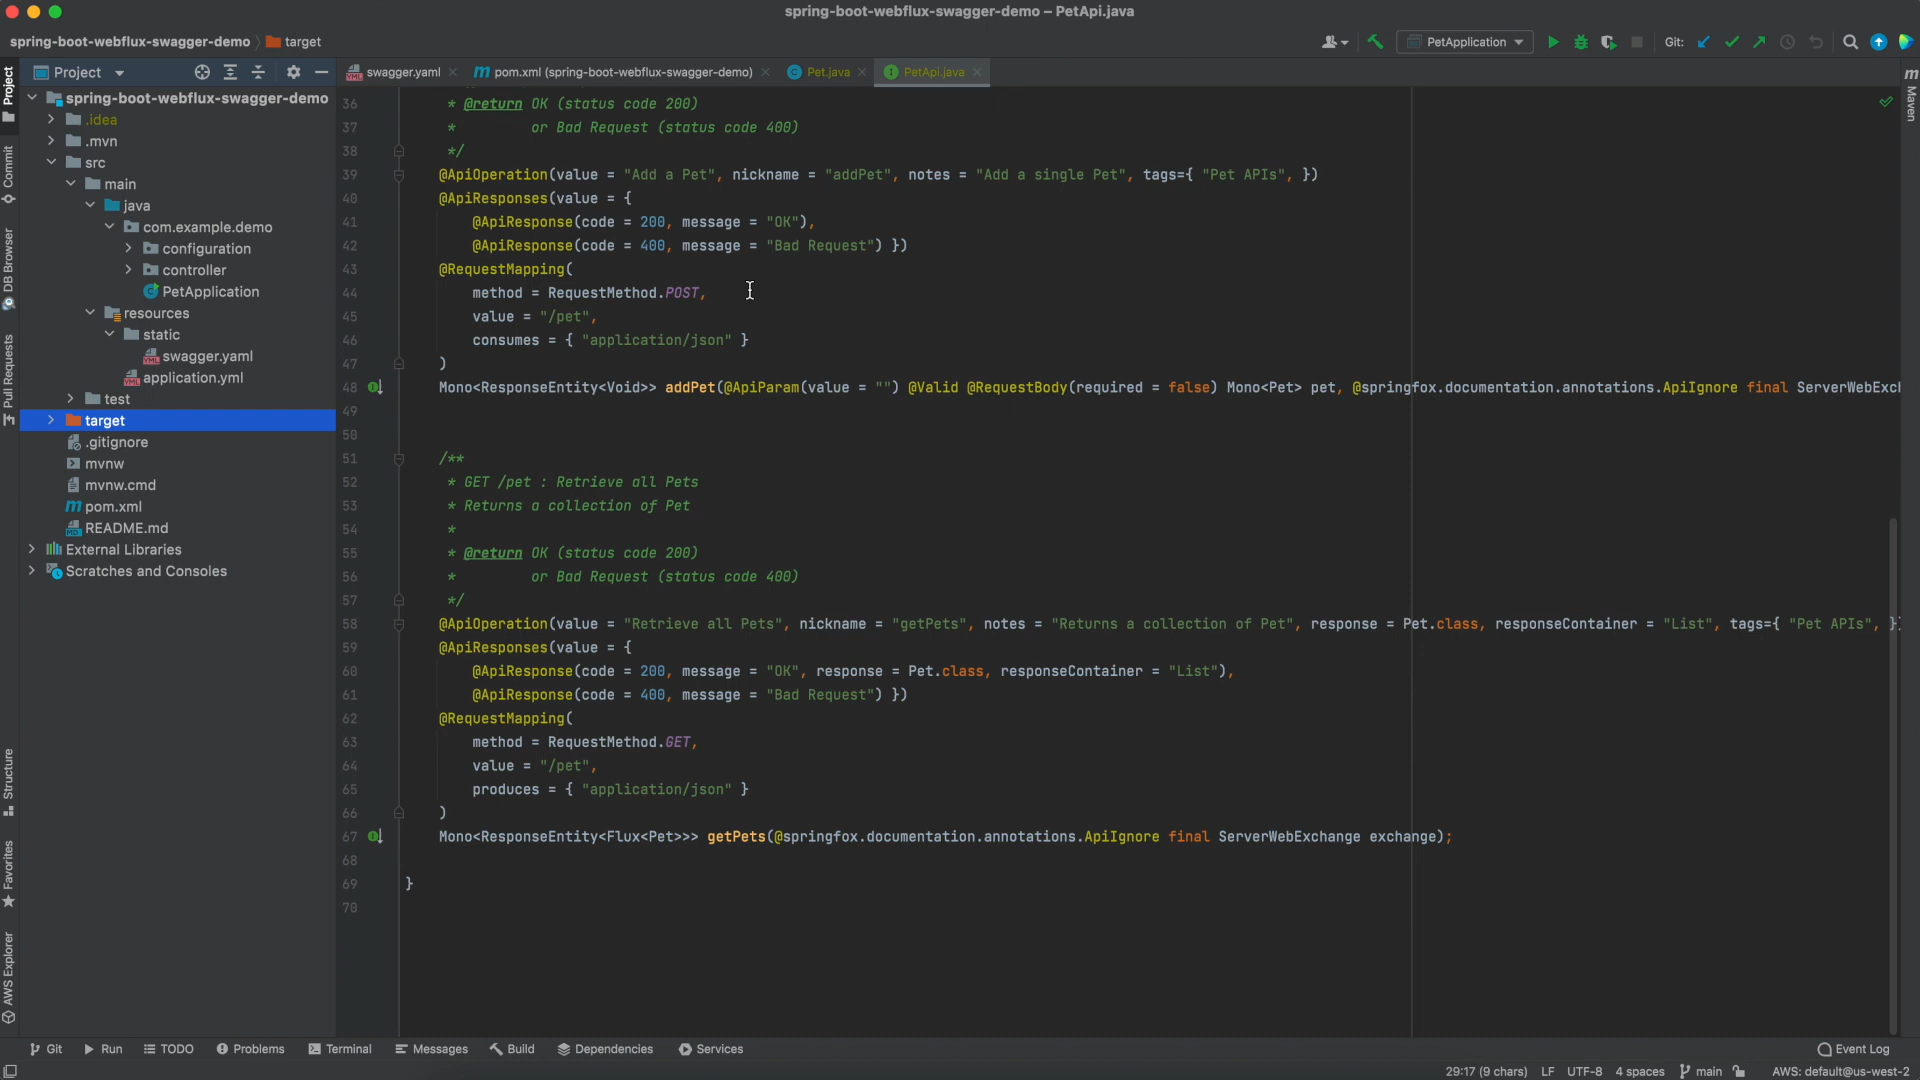 spring-boot-webflux-swagger-demo – PetApi.java
spring-boot-webflux-swagger-demo
target
PetApplication
Git:
Project
swagger.yaml
pom.xml (spring-boot-webflux-swagger-demo)
Pet.java
PetApi.java
Project
Commit
DB Browser
Pull Requests
Structure
Favorites
AWS Explorer
Maven
spring-boot-webflux-swagger-demo
.idea
.mvn
src
main
java
com.example.demo
configuration
controller
PetApplication
resources
static
swagger.yaml
application.yml
test
target
.gitignore
mvnw
mvnw.cmd
pom.xml
README.md
External Libraries
Scratches and Consoles
36 * @return OK (status code 200)
37 * or Bad Request (status code 400)
38 */
39 @ApiOperation(value = "Add a Pet", nickname = "addPet", notes = "Add a single Pet", tags={ "Pet APIs", })
40 @ApiResponses(value = {
41 @ApiResponse(code = 200, message = "OK"),
42 @ApiResponse(code = 400, message = "Bad Request") })
43 @RequestMapping(
44 method = RequestMethod.POST,
45 value = "/pet",
46 consumes = { "application/json" }
47 )
48 Mono<ResponseEntity<Void>> addPet(@ApiParam(value = "") @Valid @RequestBody(required = false) Mono<Pet> pet, @springfox.documentation.annotations.ApiIgnore final ServerWebExc
49
50
51 /**
52 * GET /pet : Retrieve all Pets
53 * Returns a collection of Pet
54 *
55 * @return OK (status code 200)
56 * or Bad Request (status code 400)
57 */
58 @ApiOperation(value = "Retrieve all Pets", nickname = "getPets", notes = "Returns a collection of Pet", response = Pet.class, responseContainer = "List", tags={ "Pet APIs", }
59 @ApiResponses(value = {
60 @ApiResponse(code = 200, message = "OK", response = Pet.class, responseContainer = "List"),
61 @ApiResponse(code = 400, message = "Bad Request") })
62 @RequestMapping(
63 method = RequestMethod.GET,
64 value = "/pet",
65 produces = { "application/json" }
66 )
67 Mono<ResponseEntity<Flux<Pet>>> getPets(@springfox.documentation.annotations.ApiIgnore final ServerWebExchange exchange);
68
69 }
70
Git
Run
TODO
Problems
Terminal
Messages
Build
Dependencies
Services
Event Log
29:17 (9 chars)
LF
UTF-8
4 spaces
main
AWS: default@us-west-2